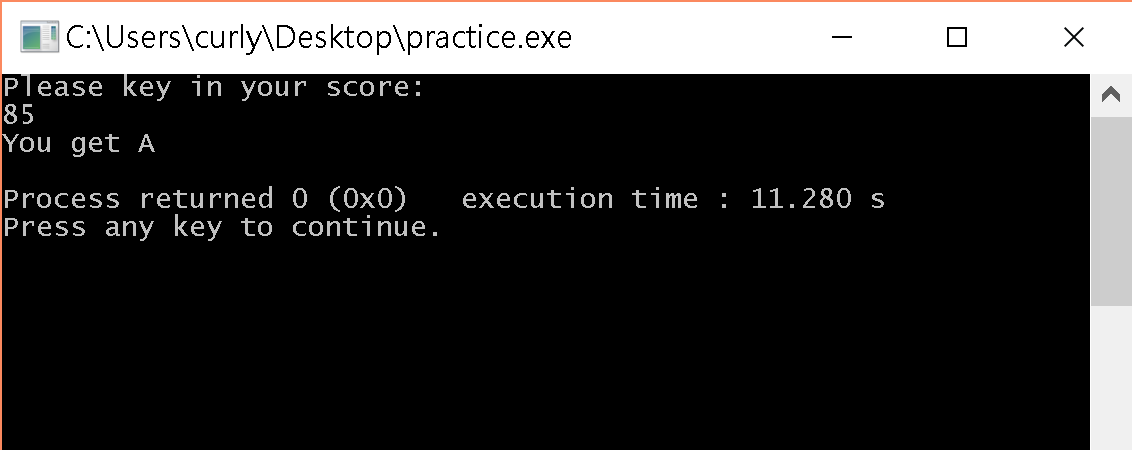 C:\Users\curly\Desktop\practice.exe
Please key in your score:
85
You get A
Process returned 0 (0x0)   execution time : 11.280 s
Press any key to continue.